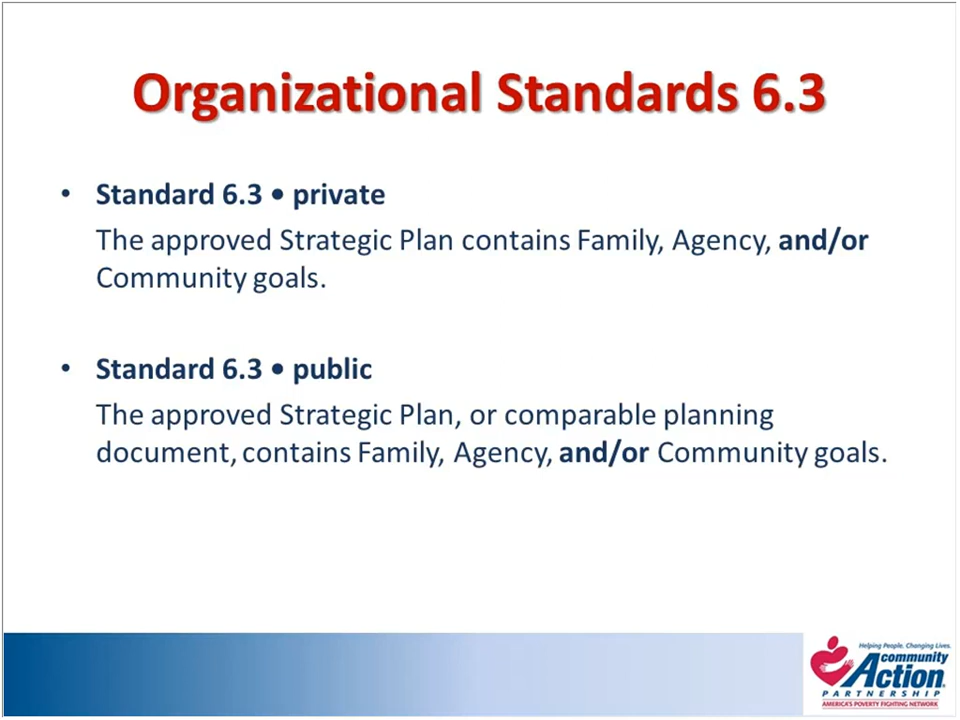 Organizational Standards 6.3
• Standard 6.3 • private
The approved Strategic Plan contains Family, Agency, and/or
Community goals.
• Standard 6.3 • public
The approved Strategic Plan, or comparable planning
document, contains Family, Agency, and/or Community goals.
Helping People. Changing Lives.
community
Action
PARTNERSHIP
AMERICA'S POVERTY FIGHTING NETWORK